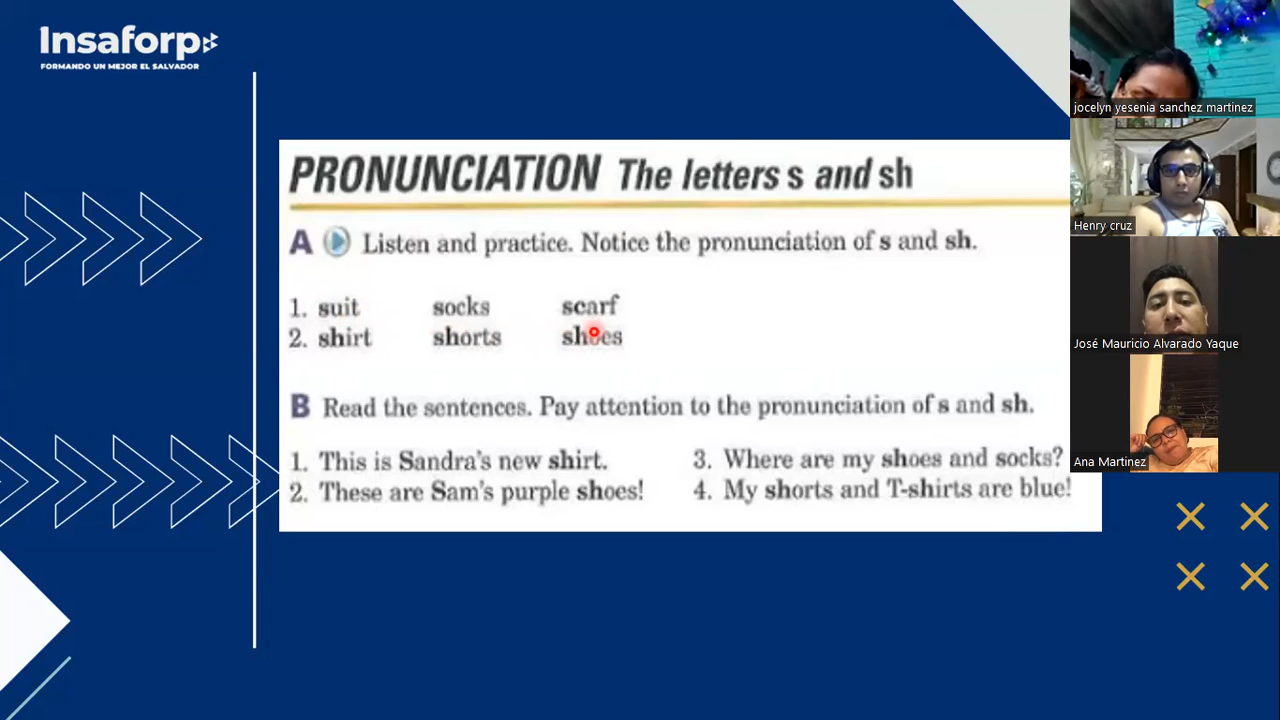 Insaforp
FORMANDO UN MEJOR EL SALVADOR
PRONUNCIATION The letters s and sh
A Listen and practice. Notice the pronunciation of s and sh.
1. suit socks scarf
2. shirt shorts shoes
B Read the sentences. Pay attention to the pronunciation of s and sh.
1. This is Sandra's new shirt.
2. These are Sam's purple shoes!
3. Where are my shoes and socks?
4. My shorts and T-shirts are blue!
jocelyn yesenia sanchez martinez
Henry cruz
José Mauricio Alvarado Yaque
Ana Martinez